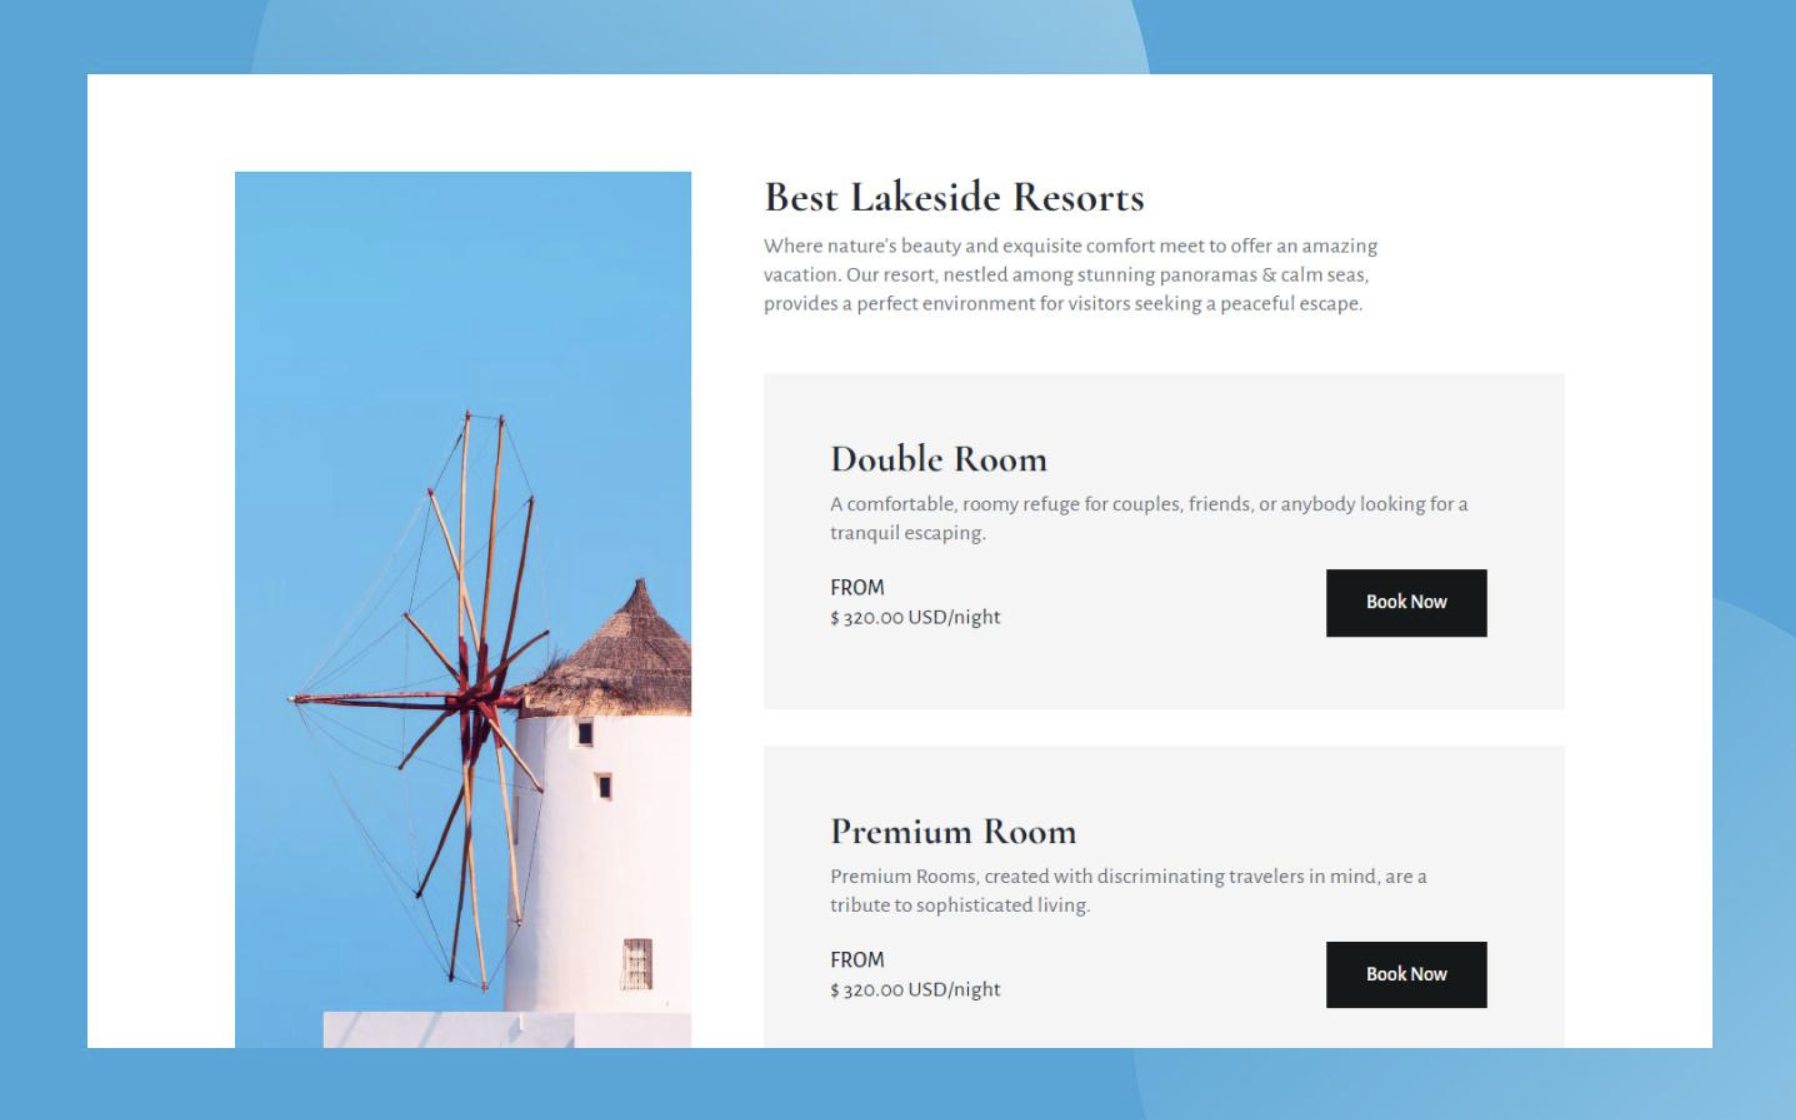 Best Lakeside Resorts
Where nature's beauty and exquisite comfort meet to offer an amazing
vacation. Our resort, nestled among stunning panoramas & calm seas,
provides a perfect environment for visitors seeking a peaceful escape.
Double Room
A comfortable, roomy refuge for couples, friends, or anybody looking for a
tranquil escaping.
FROM
$ 320.00 USD/night
Book Now
Premium Room
Premium Rooms, created with discriminating travelers in mind, are a
tribute to sophisticated living.
FROM
$ 320.00 USD/night
Book Now